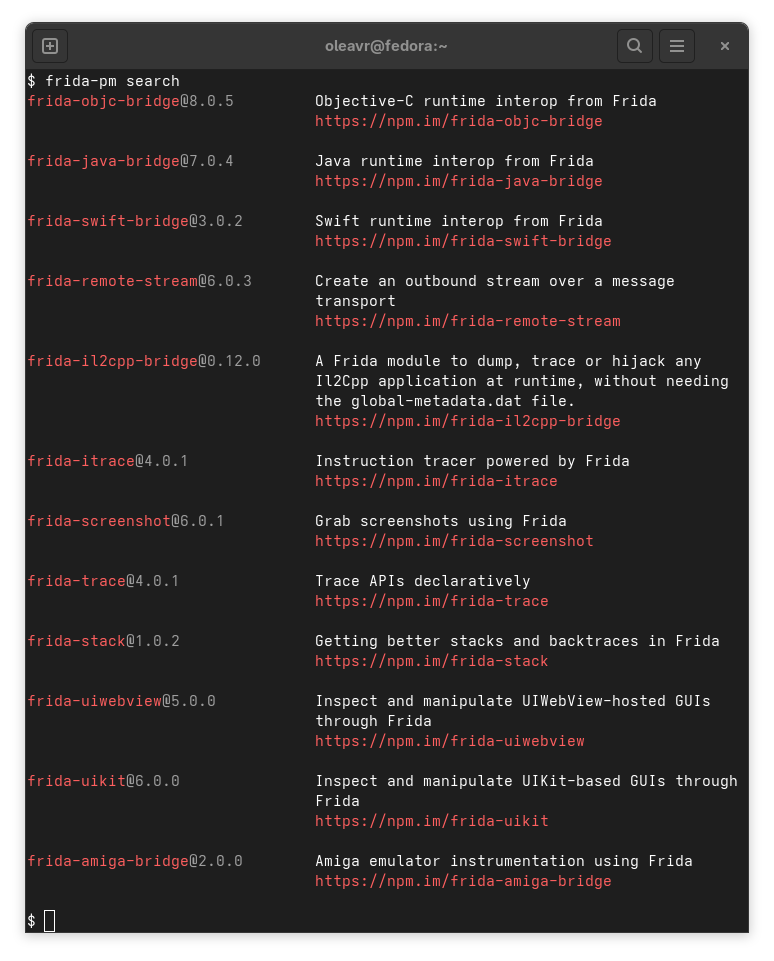 oleavr@fedora:~
$ frida-pm search
frida-objc-bridge@8.0.5 Objective-C runtime interop from Frida
https://npm.im/frida-objc-bridge
frida-java-bridge@7.0.4 Java runtime interop from Frida
https://npm.im/frida-java-bridge
frida-swift-bridge@3.0.2 Swift runtime interop from Frida
https://npm.im/frida-swift-bridge
frida-remote-stream@6.0.3 Create an outbound stream over a message
transport
https://npm.im/frida-remote-stream
frida-il2cpp-bridge@0.12.0 A Frida module to dump, trace or hijack any
Il2Cpp application at runtime, without needing
the global-metadata.dat file.
https://npm.im/frida-il2cpp-bridge
frida-itrace@4.0.1 Instruction tracer powered by Frida
https://npm.im/frida-itrace
frida-screenshot@6.0.1 Grab screenshots using Frida
https://npm.im/frida-screenshot
frida-trace@4.0.1 Trace APIs declaratively
https://npm.im/frida-trace
frida-stack@1.0.2 Getting better stacks and backtraces in Frida
https://npm.im/frida-stack
frida-uiwebview@5.0.0 Inspect and manipulate UIWebView-hosted GUIs
through Frida
https://npm.im/frida-uiwebview
frida-uikit@6.0.0 Inspect and manipulate UIKit-based GUIs through
Frida
https://npm.im/frida-uikit
frida-amiga-bridge@2.0.0 Amiga emulator instrumentation using Frida
https://npm.im/frida-amiga-bridge
$